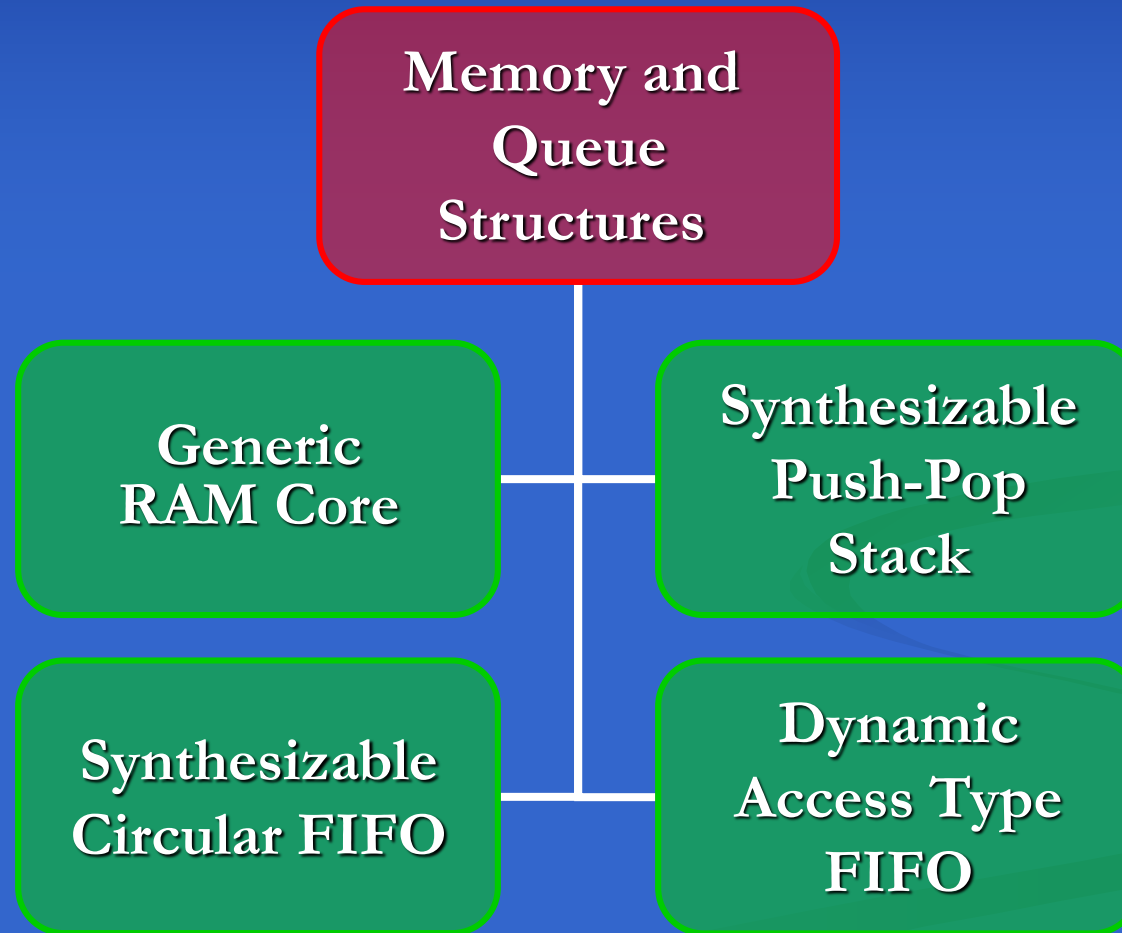 Memory and
Queue
Structures
Generic
RAM Core
Synthesizable
Push-Pop
Stack
Synthesizable
Circular FIFO
Dynamic
Access Type
FIFO